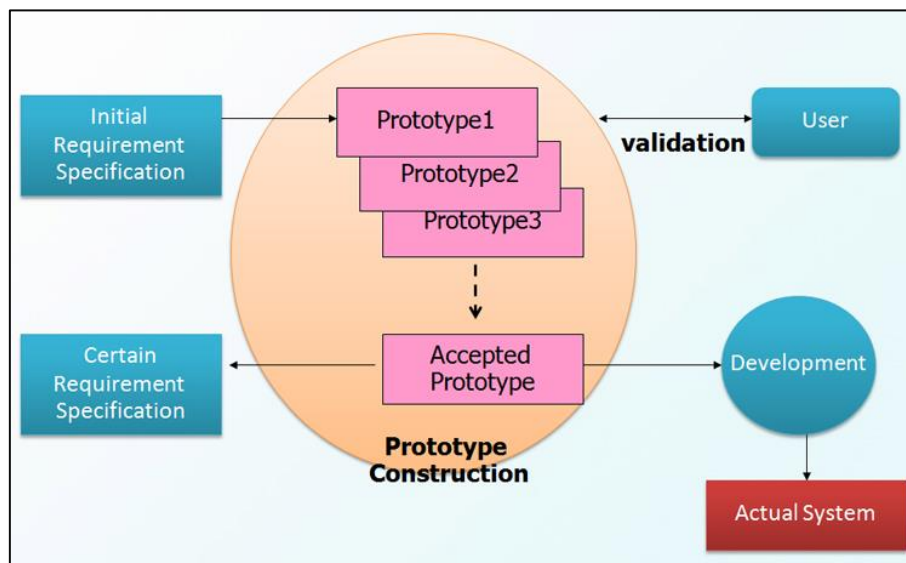 Initial
Requirement
Specification
Prototype1
Prototype2
Prototype3
validation
User
Certain
Requirement
Specification
Accepted
Prototype
Development
Prototype
Construction
Actual System